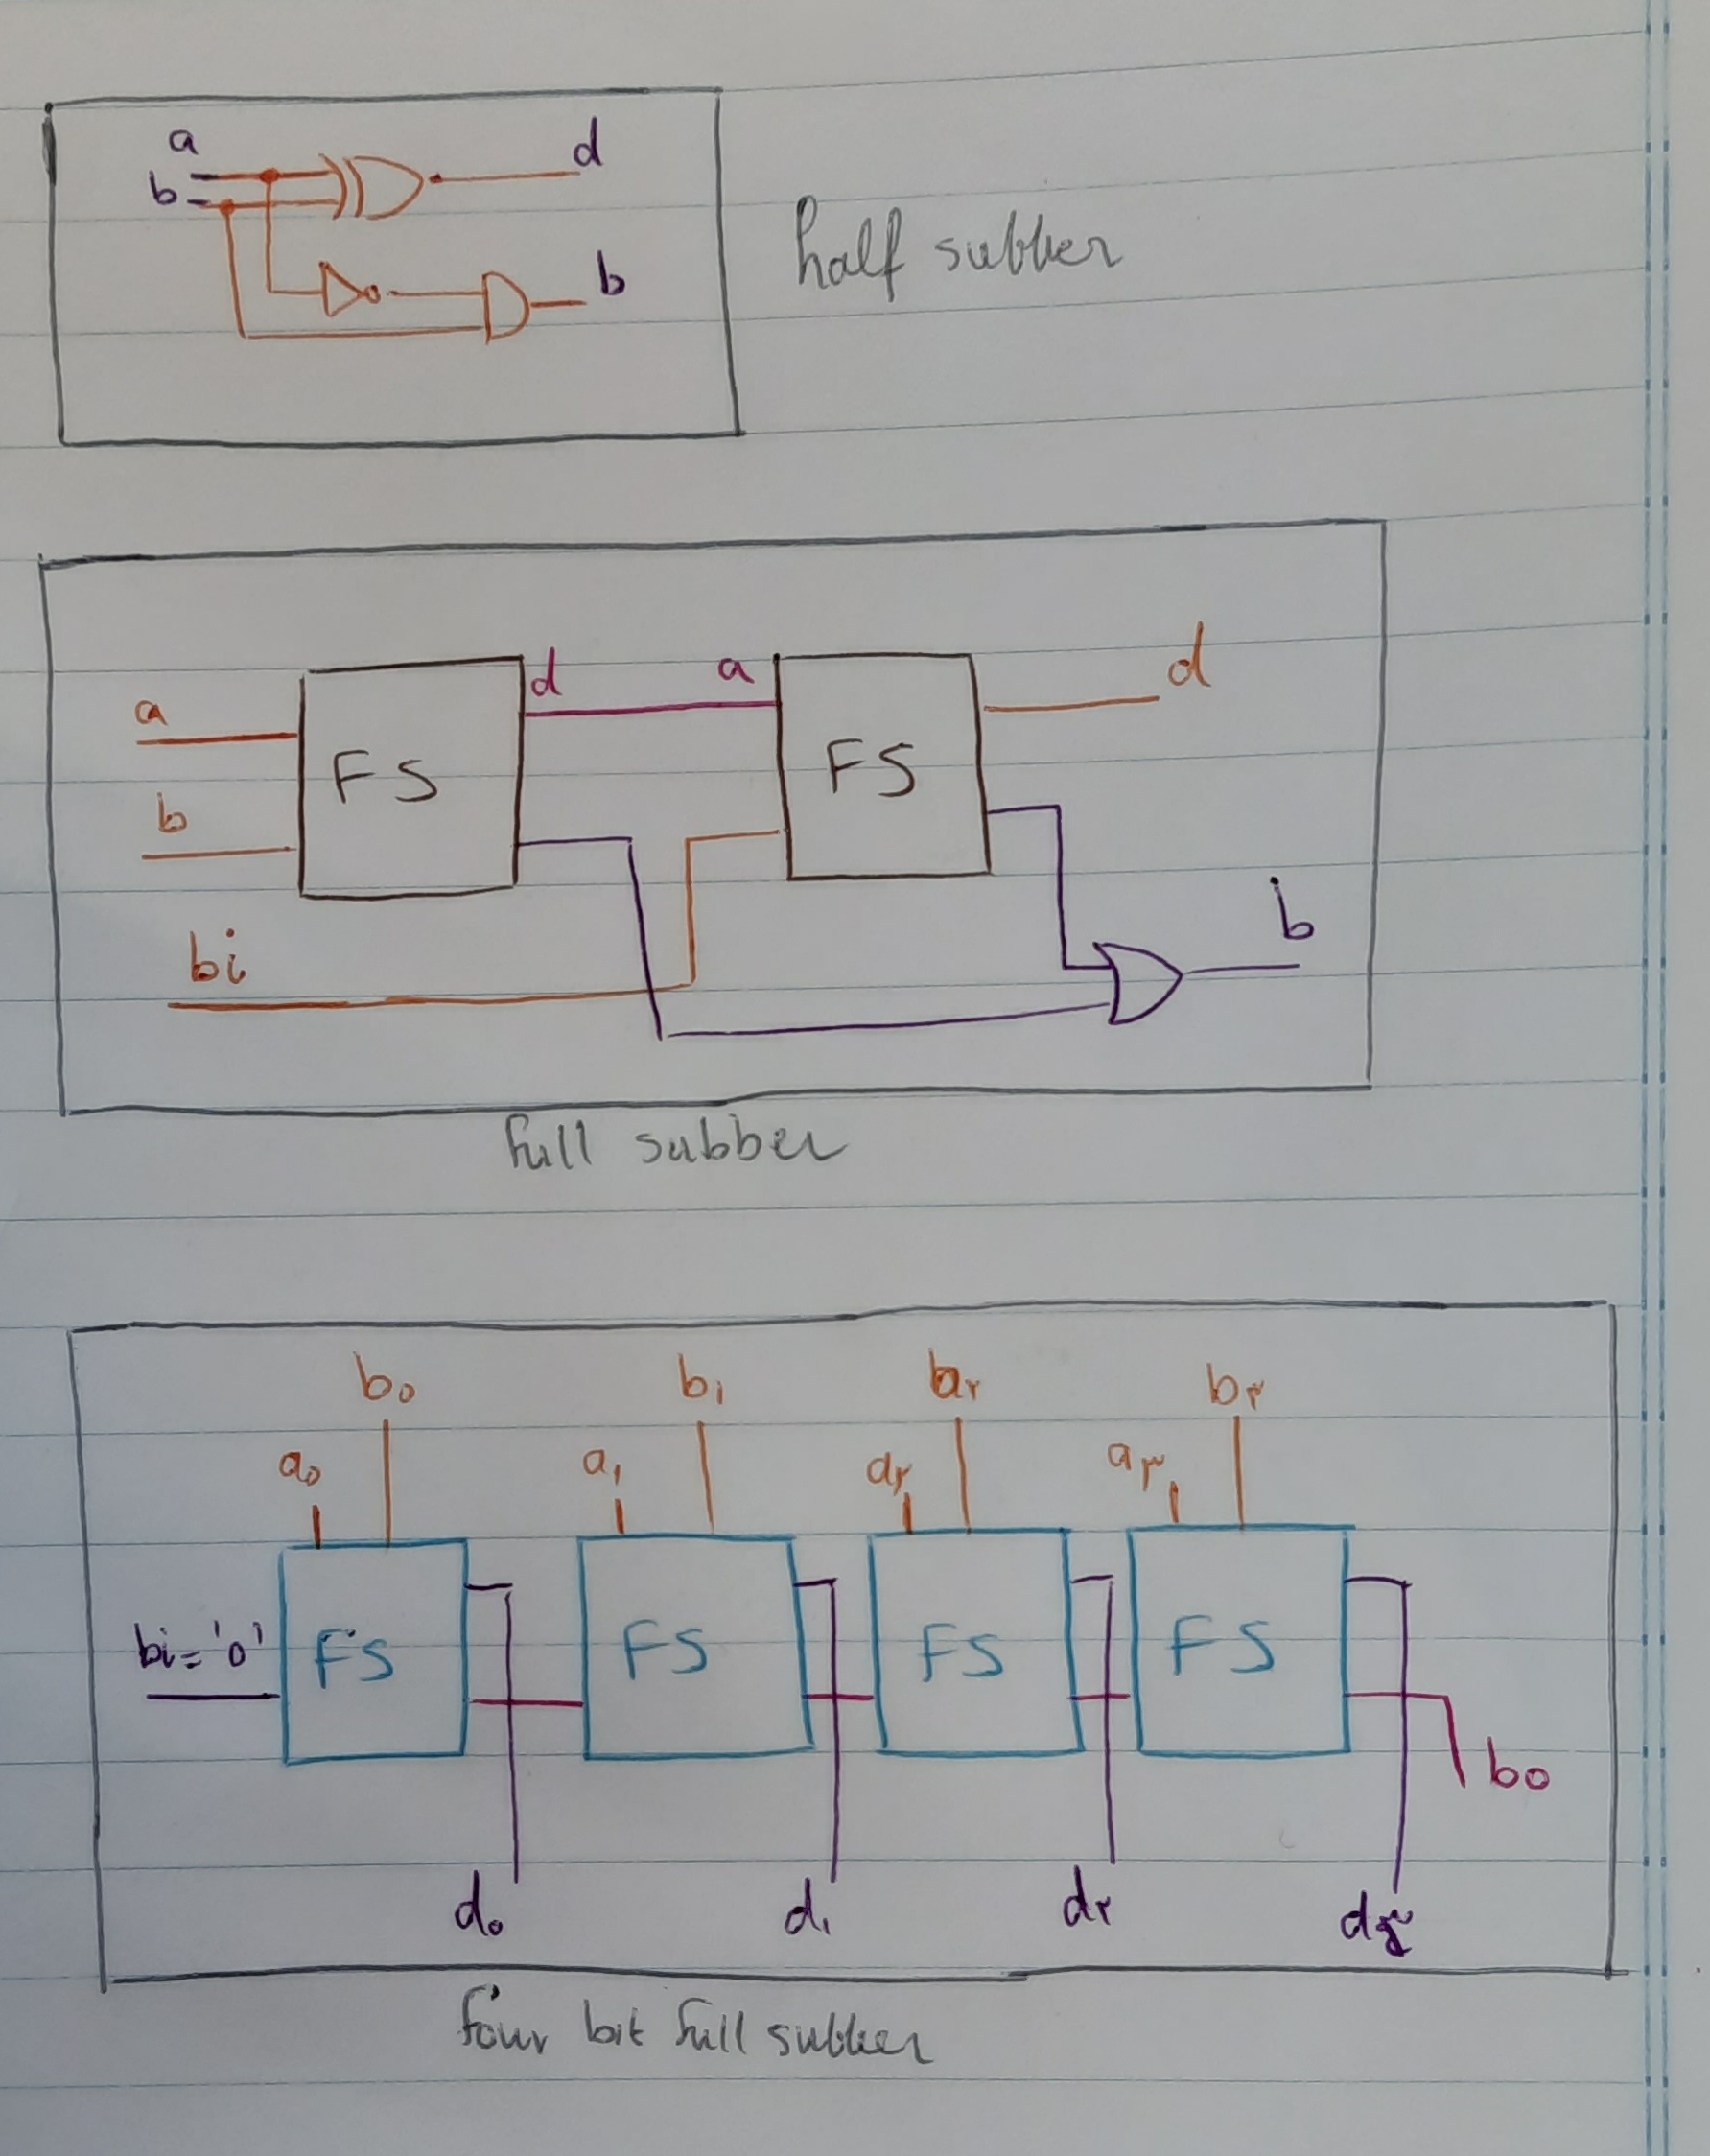 a
d
b
b
half subber
d a d
a
FS FS
b
b
bi
full subber
b₀ b₁ b۲ b۳
a₀ a₁ a۲ a۳
bi='0' FS FS FS FS
bo
d₀ d₁ d۲ d۳
four bit full subber